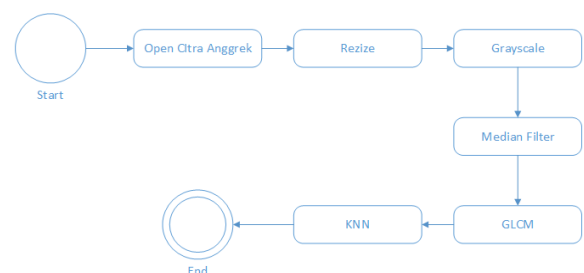 Start
Open CItra Anggrek
Rezize
Grayscale
Median Filter
GLCM
KNN
End